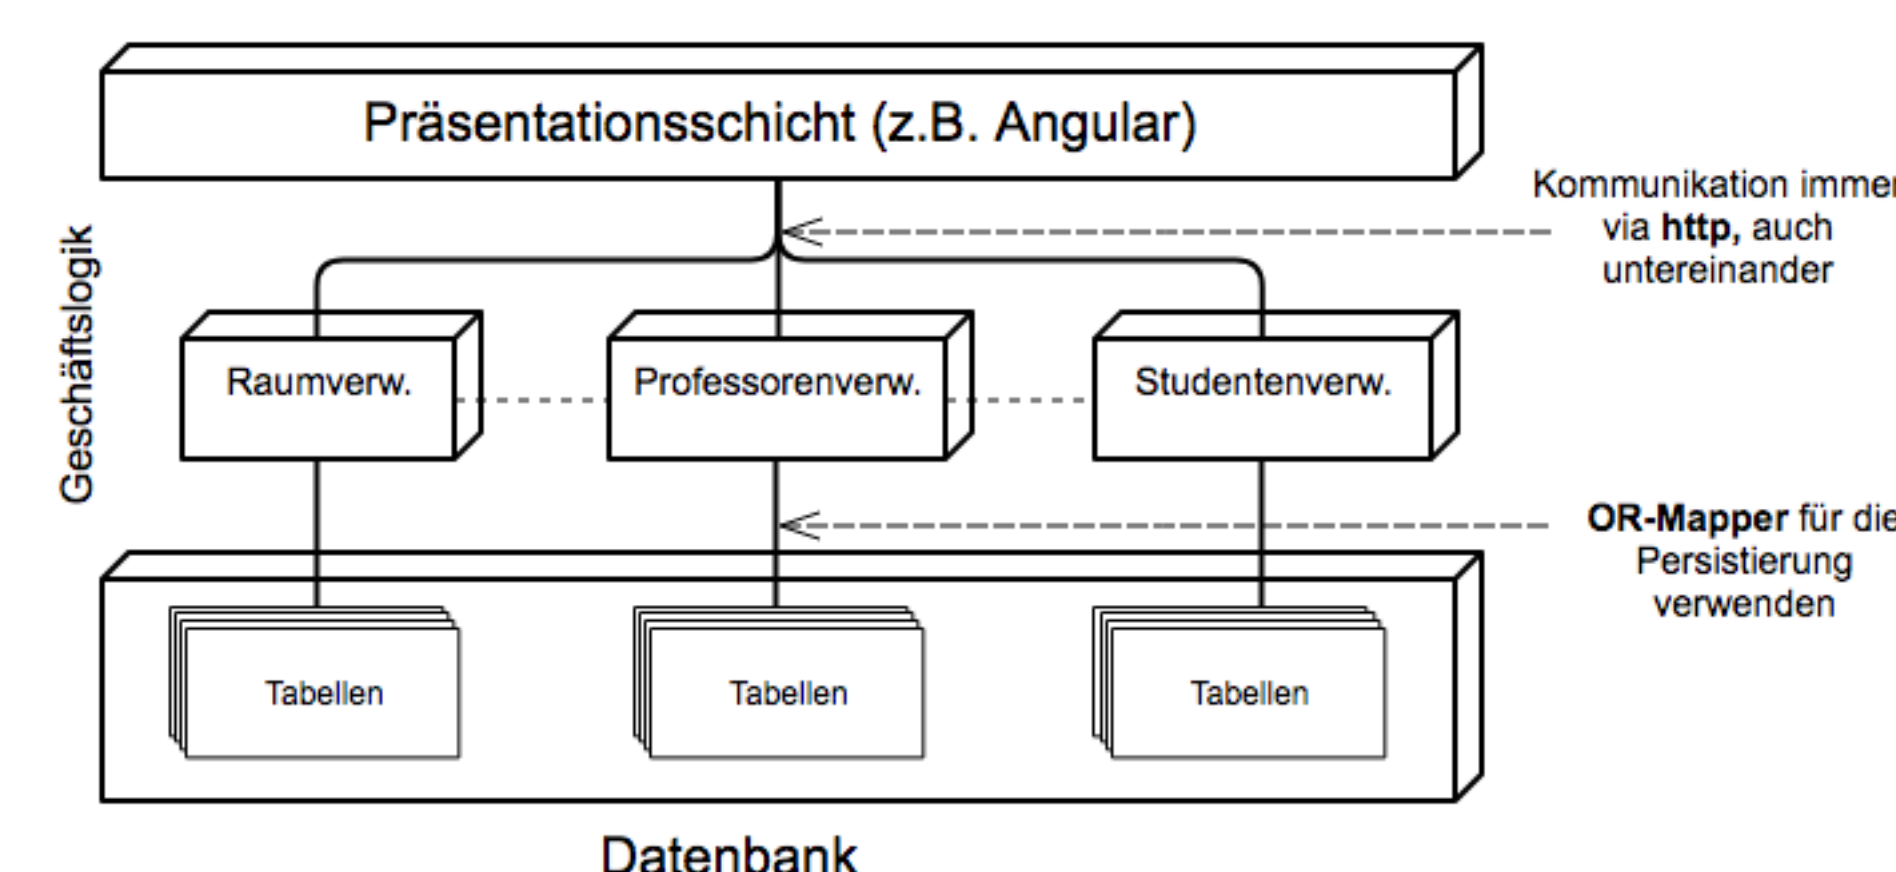 Präsentationsschicht (z.B. Angular)
Kommunikation immer
via http, auch
untereinander
Geschäftslogik
Raumverw.
Professorenverw.
Studentenverw.
OR-Mapper für die
Persistierung
verwenden
Tabellen
Tabellen
Tabellen
Datenbank